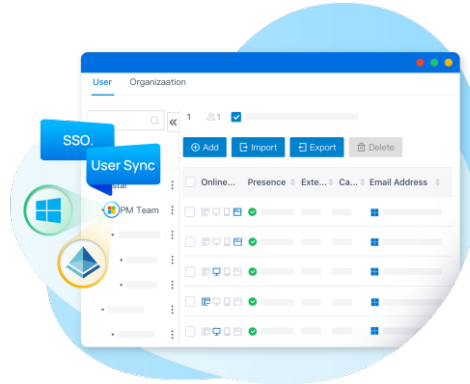 User Organizaation
1 1
SSO.
User Sync
Add Import Export Delete
Online... Presence Exte... Ca... Email Address
PM Team